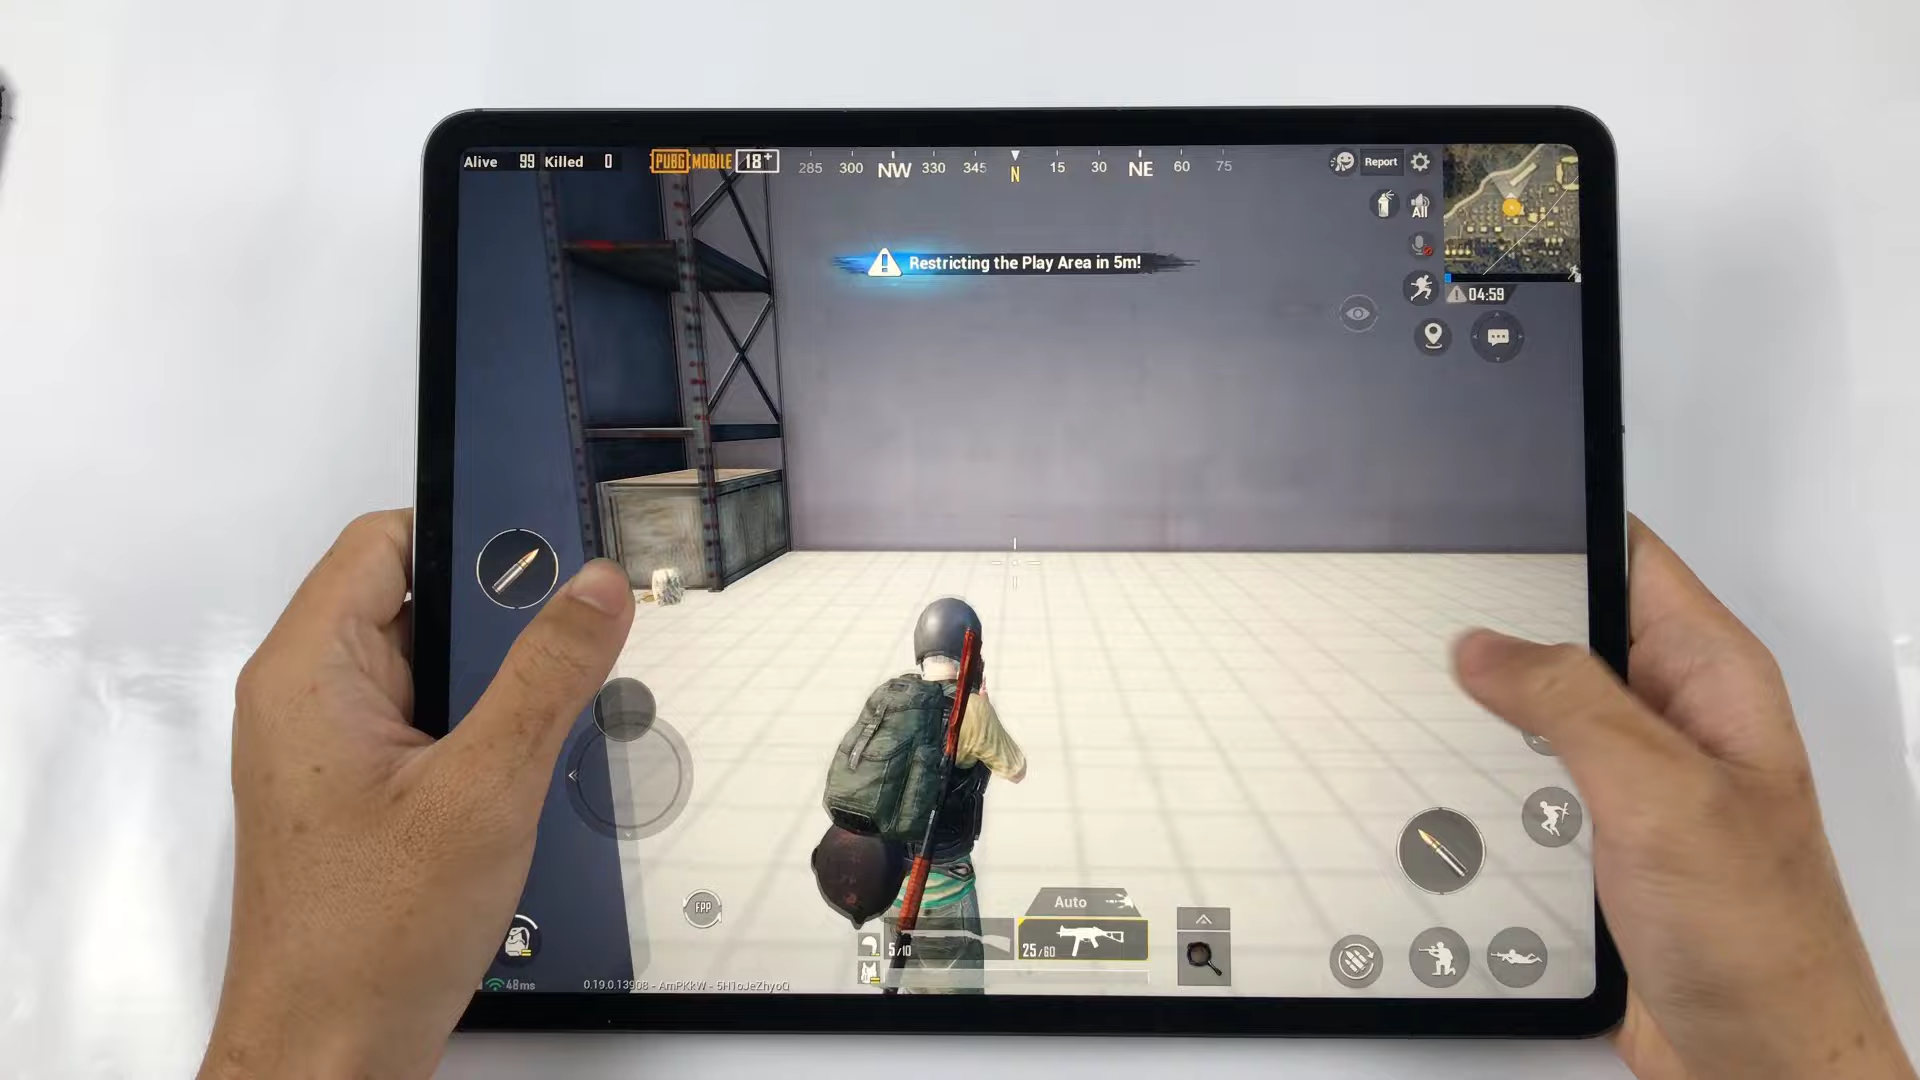 Alive 99 Killed 0
PUBG MOBILE 18+
285 300 NW 330 345 N 15 30 NE 60 75
Report
All
Restricting the Play Area in 5m!
04:59
FPP
Auto
5/10
25/60
48ms
0.19.0.13908 - AmPKkW - 5H1oJeZhyoQ